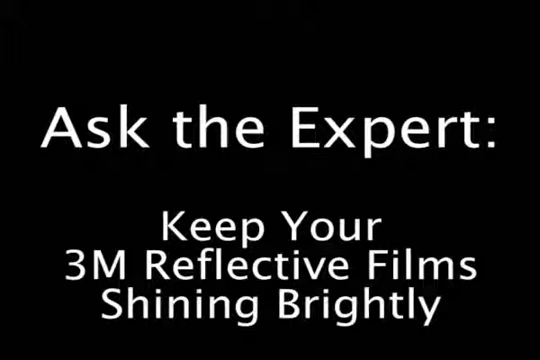 Ask the Expert:
Keep Your
3M Reflective Films
Shining Brightly